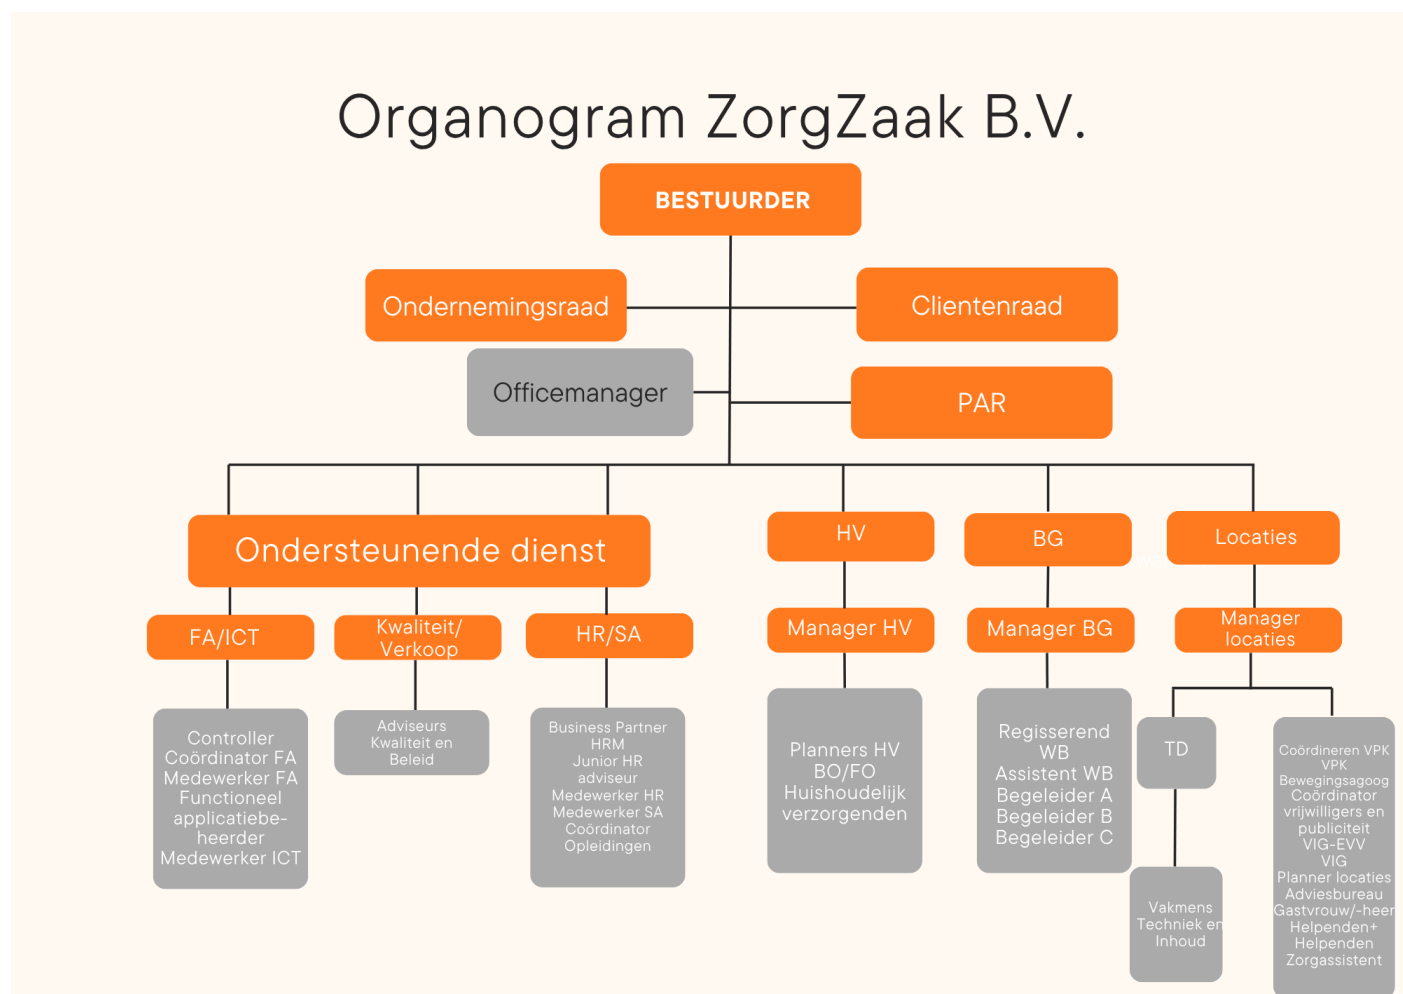 Organogram ZorgZaak B.V.
BESTUURDER
Ondernemingsraad
Clientenraad
Officemanager
PAR
Ondersteunende dienst
HV
BG
Locaties
FA/ICT
Kwaliteit/
Verkoop
HR/SA
Manager HV
Manager BG
Manager
locaties
Controller
Coördinator FA
Medewerker FA
Functioneel
applicatiebe-
heerder
Medewerker ICT
Adviseurs
Kwaliteit en
Beleid
Business Partner
HRM
Junior HR
adviseur
Medewerker HR
Medewerker SA
Coördinator
Opleidingen
Planners HV
BO/FO
Huishoudelijk
verzorgenden
Regisserend
WB
Assistent WB
Begeleider A
Begeleider B
Begeleider C
TD
Vakmens
Techniek en
Inhoud
Coördineren VPK
VPK
Bewegingsagoog
Coördinator
vrijwilligers en
publiciteit
VIG-EVV
VIG
Planner locaties
Adviesbureau
Gastvrouw/-heer
Helpenden+
Helpenden
Zorgassistent